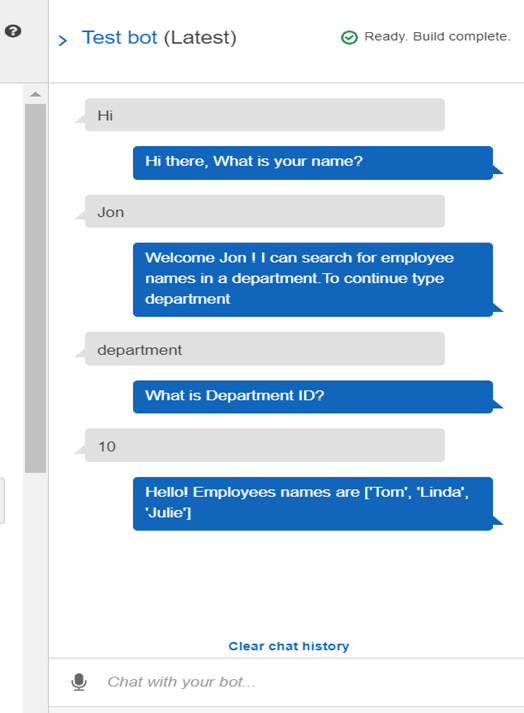 ?
Test bot (Latest)
Ready. Build complete.
Hi
Hi there, What is your name?
Jon
Welcome Jon ! I can search for employee
names in a department.To continue type
department
department
What is Department ID?
10
Hello! Employees names are ['Tom', 'Linda',
'Julie']
Clear chat history
Chat with your bot...